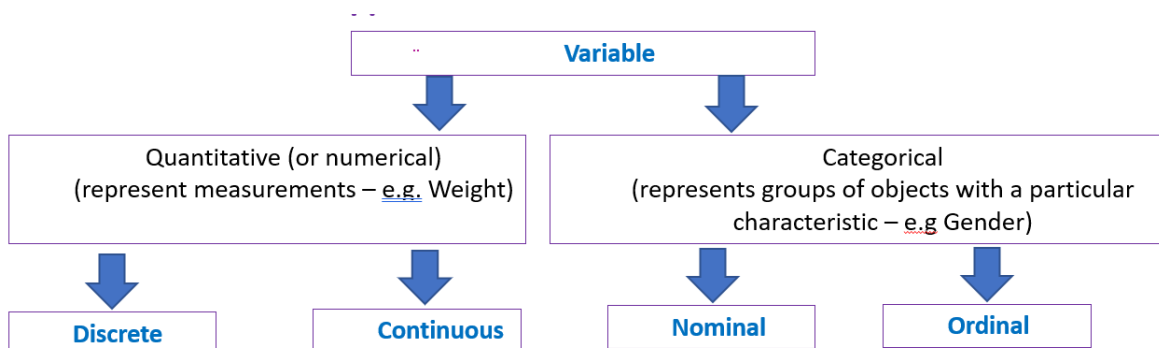 Variable
Quantitative (or numerical)
(represent measurements – e.g. Weight)
Categorical
(represents groups of objects with a particular
characteristic – e.g Gender)
Discrete
Continuous
Nominal
Ordinal